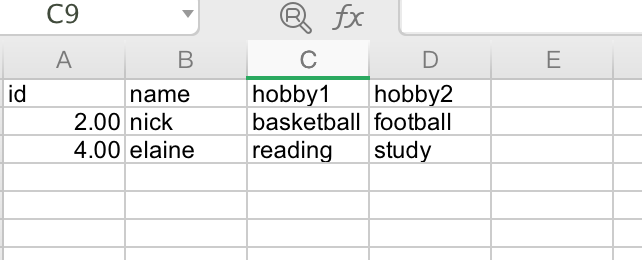 C9 fx
A B C D E
id name hobby1 hobby2
2.00 nick basketball football
4.00 elaine reading study